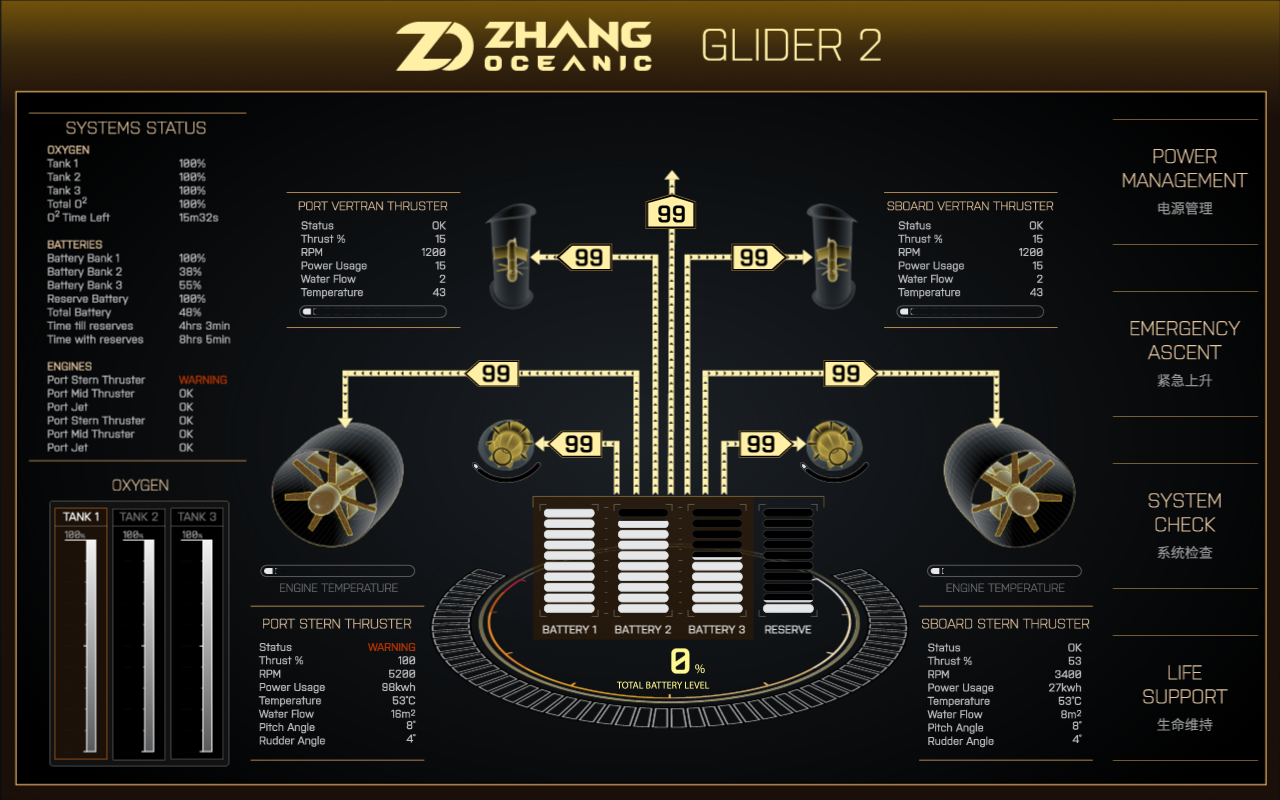 ZHANG
OCEANIC
GLIDER 2
SYSTEMS STATUS
OXYGEN
Tank 1 100%
Tank 2 100%
Tank 3 100%
Total O² 100%
O² Time Left 15m32s
BATTERIES
Battery Bank 1 100%
Battery Bank 2 38%
Battery Bank 3 55%
Reserve Battery 100%
Total Battery 48%
Time till reserves 4hrs 3min
Time with reserves 8hrs 5min
ENGINES
Port Stern Thruster WARNING
Port Mid Thruster OK
Port Jet OK
Port Stern Thruster OK
Port Mid Thruster OK
Port Jet OK
OXYGEN
TANK 1 TANK 2 TANK 3
100% 100% 100%
PORT VERTRAN THRUSTER
Status OK
Thrust % 15
RPM 1200
Power Usage 15
Water Flow 2
Temperature 43
99
99
99
SBOARD VERTRAN THRUSTER
Status OK
Thrust % 15
RPM 1200
Power Usage 15
Water Flow 2
Temperature 43
99
99
99
99
ENGINE TEMPERATURE
PORT STERN THRUSTER
Status WARNING
Thrust % 100
RPM 5200
Power Usage 98kwh
Temperature 53°C
Water Flow 16m²
Pitch Angle 8°
Rudder Angle 4°
BATTERY 1 BATTERY 2 BATTERY 3 RESERVE
0 %
TOTAL BATTERY LEVEL
ENGINE TEMPERATURE
SBOARD STERN THRUSTER
Status OK
Thrust % 53
RPM 3400
Power Usage 27kwh
Temperature 53°C
Water Flow 8m²
Pitch Angle 8°
Rudder Angle 4°
POWER
MANAGEMENT
电源管理
EMERGENCY
ASCENT
紧急上升
SYSTEM
CHECK
系统检查
LIFE
SUPPORT
生命维持